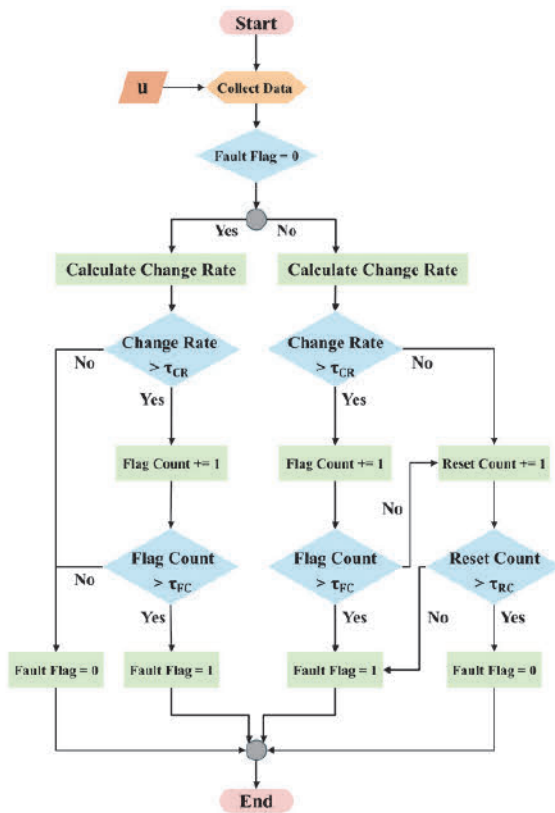 Start
u
Collect Data
Fault Flag = 0
Yes
No
Calculate Change Rate
Calculate Change Rate
Change Rate
> τCR
Change Rate
> τCR
No
No
Yes
Yes
Flag Count += 1
Flag Count += 1
Reset Count += 1
No
Flag Count
> τFC
Flag Count
> τFC
Reset Count
> τRC
No
Yes
Yes
No
Yes
Fault Flag = 0
Fault Flag = 1
Fault Flag = 1
Fault Flag = 0
End